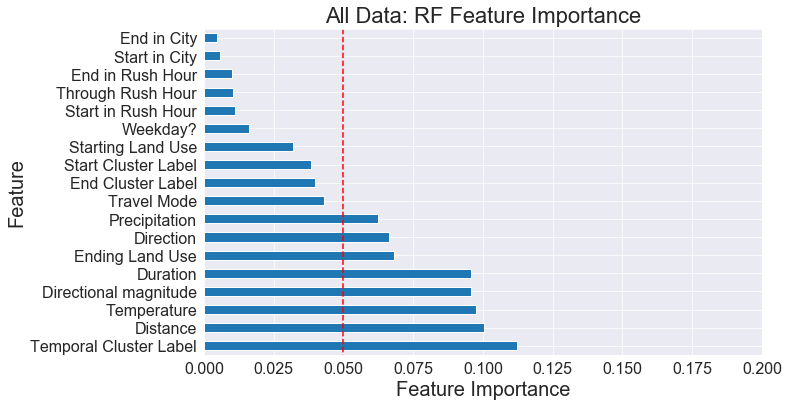 All Data: RF Feature Importance
End in City
Start in City
End in Rush Hour
Through Rush Hour
Start in Rush Hour
Weekday?
Starting Land Use
Start Cluster Label
End Cluster Label
Travel Mode
Precipitation
Direction
Ending Land Use
Duration
Directional magnitude
Temperature
Distance
Temporal Cluster Label
Feature
0.000 0.025 0.050 0.075 0.100 0.125 0.150 0.175 0.200
Feature Importance